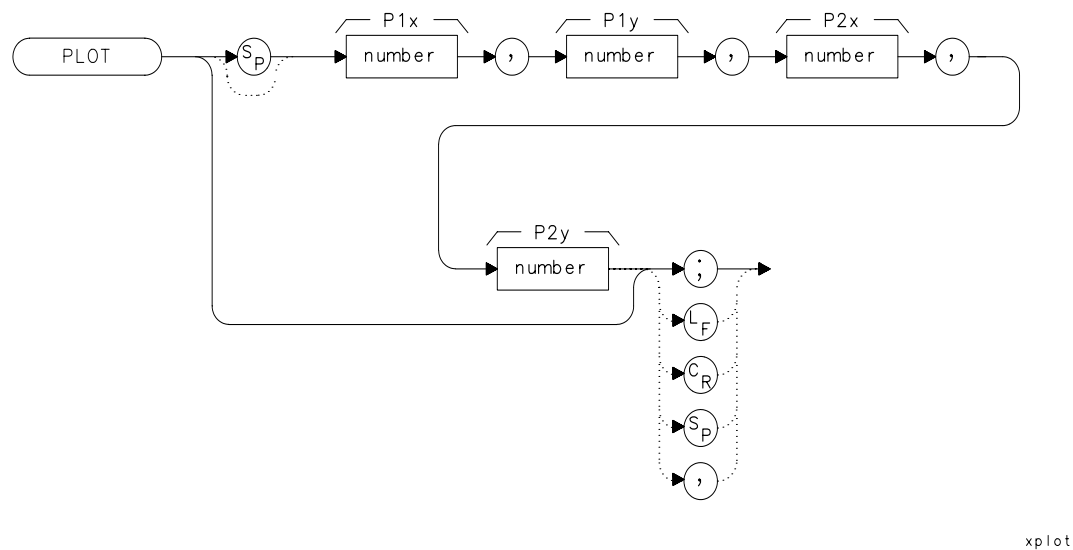 P1x P1y P2x
PLOT SP number , number , number ,
P2y
number ;
LF
CR
SP
,
xplot